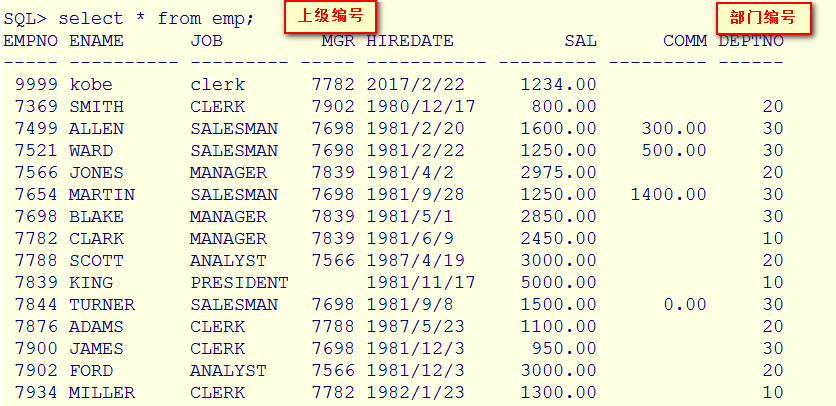 SQL> select * from emp;
上级编号
部门编号
EMPNO ENAME      JOB         MGR HIREDATE          SAL      COMM DEPTNO
----- ---------- --------- ----- ----------- --------- --------- ------
 9999 kobe       clerk      7782 2017/2/22     1234.00
 7369 SMITH      CLERK      7902 1980/12/17     800.00               20
 7499 ALLEN      SALESMAN   7698 1981/2/20     1600.00    300.00     30
 7521 WARD       SALESMAN   7698 1981/2/22     1250.00    500.00     30
 7566 JONES      MANAGER    7839 1981/4/2      2975.00               20
 7654 MARTIN     SALESMAN   7698 1981/9/28     1250.00   1400.00     30
 7698 BLAKE      MANAGER    7839 1981/5/1      2850.00               30
 7782 CLARK      MANAGER    7839 1981/6/9      2450.00               10
 7788 SCOTT      ANALYST    7566 1987/4/19     3000.00               20
 7839 KING       PRESIDENT       1981/11/17    5000.00               10
 7844 TURNER     SALESMAN   7698 1981/9/8      1500.00      0.00     30
 7876 ADAMS      CLERK      7788 1987/5/23     1100.00               20
 7900 JAMES      CLERK      7698 1981/12/3      950.00               30
 7902 FORD       ANALYST    7566 1981/12/3     3000.00               20
 7934 MILLER     CLERK      7782 1982/1/23     1300.00               10